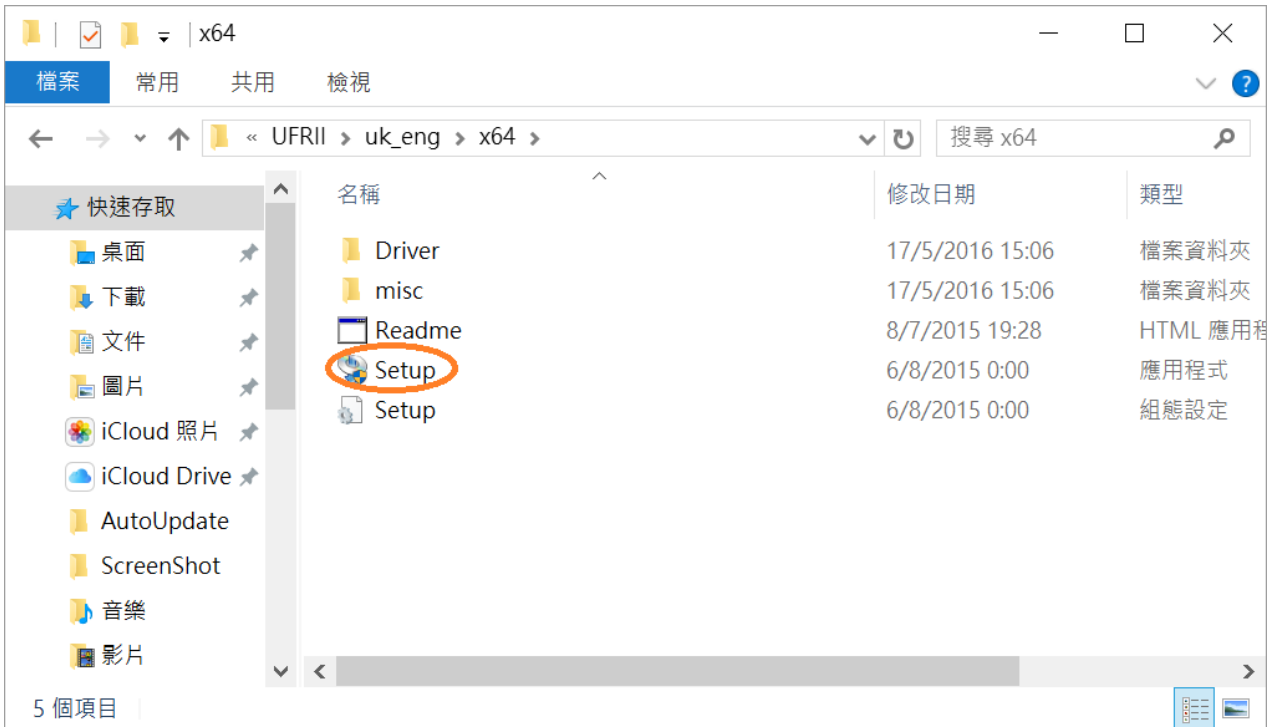 x64
檔案 常用 共用 檢視
« UFRII › uk_eng › x64 › 搜尋 x64
快速存取
桌面
下載
文件
圖片
iCloud 照片
iCloud Drive
AutoUpdate
ScreenShot
音樂
影片
名稱 修改日期 類型
Driver 17/5/2016 15:06 檔案資料夾
misc 17/5/2016 15:06 檔案資料夾
Readme 8/7/2015 19:28 HTML 應用程
Setup 6/8/2015 0:00 應用程式
Setup 6/8/2015 0:00 組態設定
5 個項目